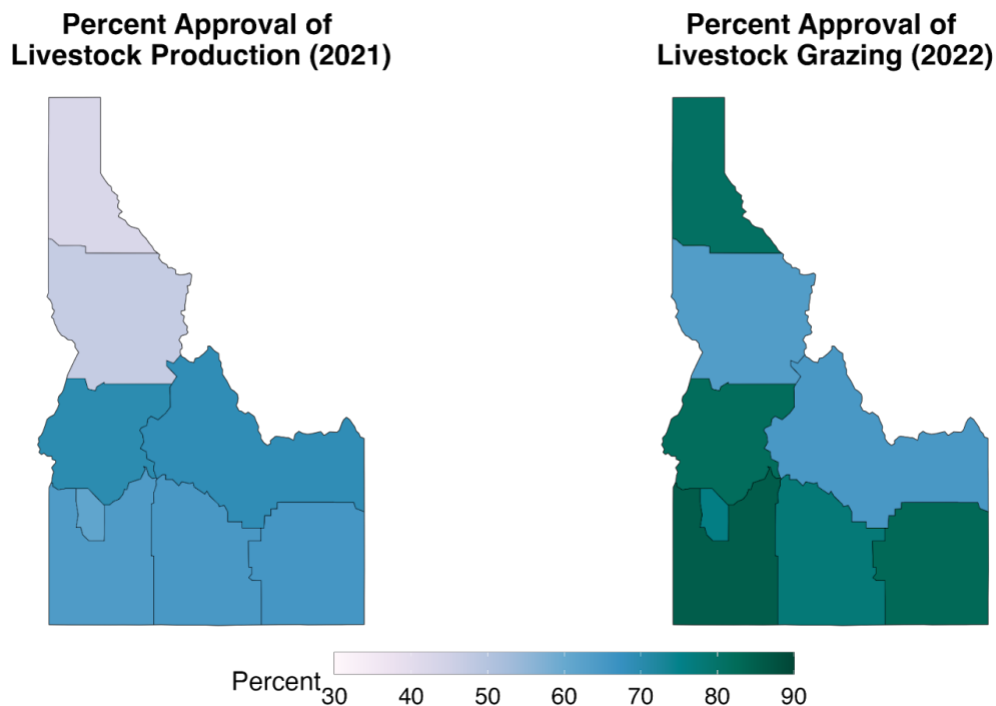 Percent Approval of
Livestock Production (2021)
Percent Approval of
Livestock Grazing (2022)
Percent
30 40 50 60 70 80 90